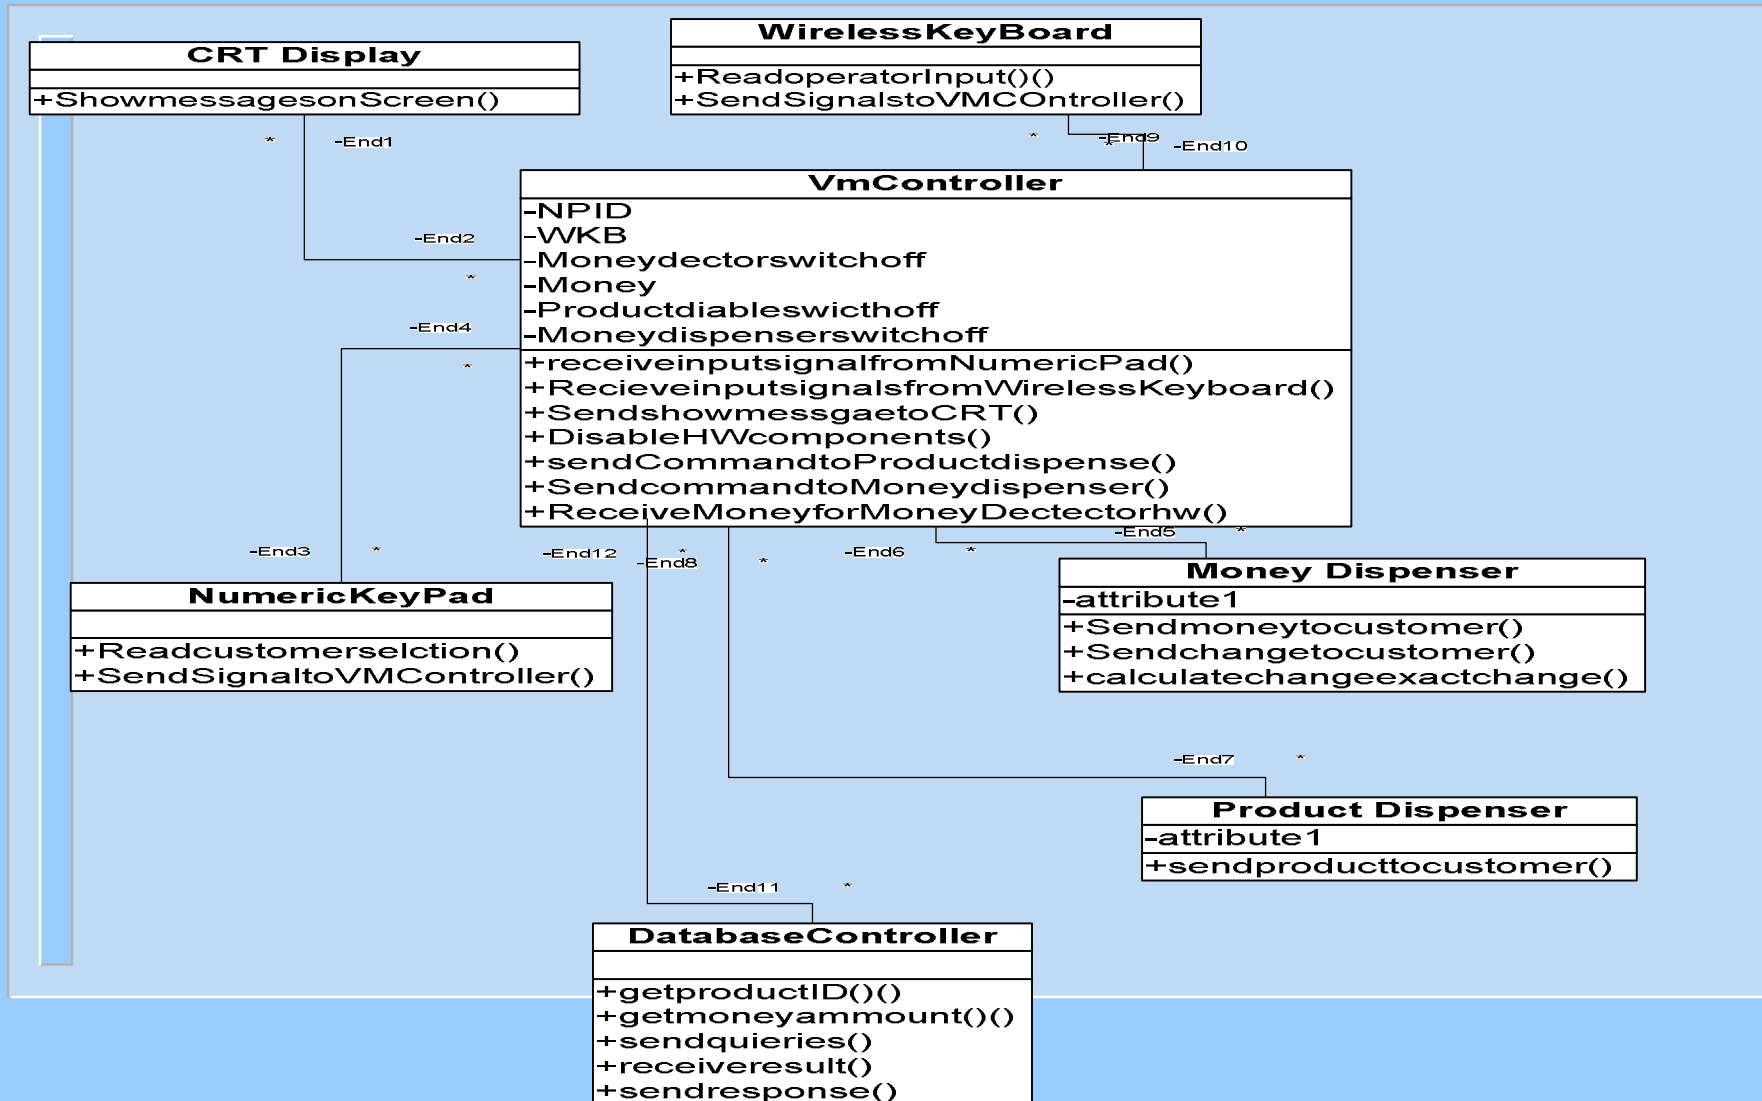 CRT Display
+ShowmessagesonScreen()
WirelessKeyBoard
+ReadoperatorInput()()
+SendSignalstoVMCOntroller()
* -End1
* -End9
* -End10
VmController
-NPID
-WKB
-Moneydectorswitchoff
-Money
-Productdiableswicthoff
-Moneydispenserswitchoff
+receiveinputsignalfromNumericPad()
+RecieveinputsignalsfromWirelessKeyboard()
+SendshowmessgaetoCRT()
+DisableHWcomponents()
+sendCommandtoProductdispense()
+SendcommandtoMoneydispenser()
+ReceiveMoneyforMoneyDectectorhw()
-End2
*
-End4
*
-End3 *
-End12 *
-End8 *
-End6 *
-End5 *
NumericKeyPad
+Readcustomerselction()
+SendSignaltoVMController()
Money Dispenser
-attribute1
+Sendmoneytocustomer()
+Sendchangetocustomer()
+calculatechangeexactchange()
-End7 *
Product Dispenser
-attribute1
+sendproducttocustomer()
-End11 *
DatabaseController
+getproductID()()
+getmoneyammount()()
+sendquieries()
+receiveresult()
+sendresponse()